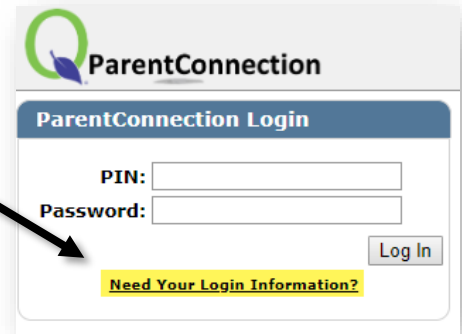 ParentConnection
ParentConnection Login
PIN:
Password:
Log In
Need Your Login Information?